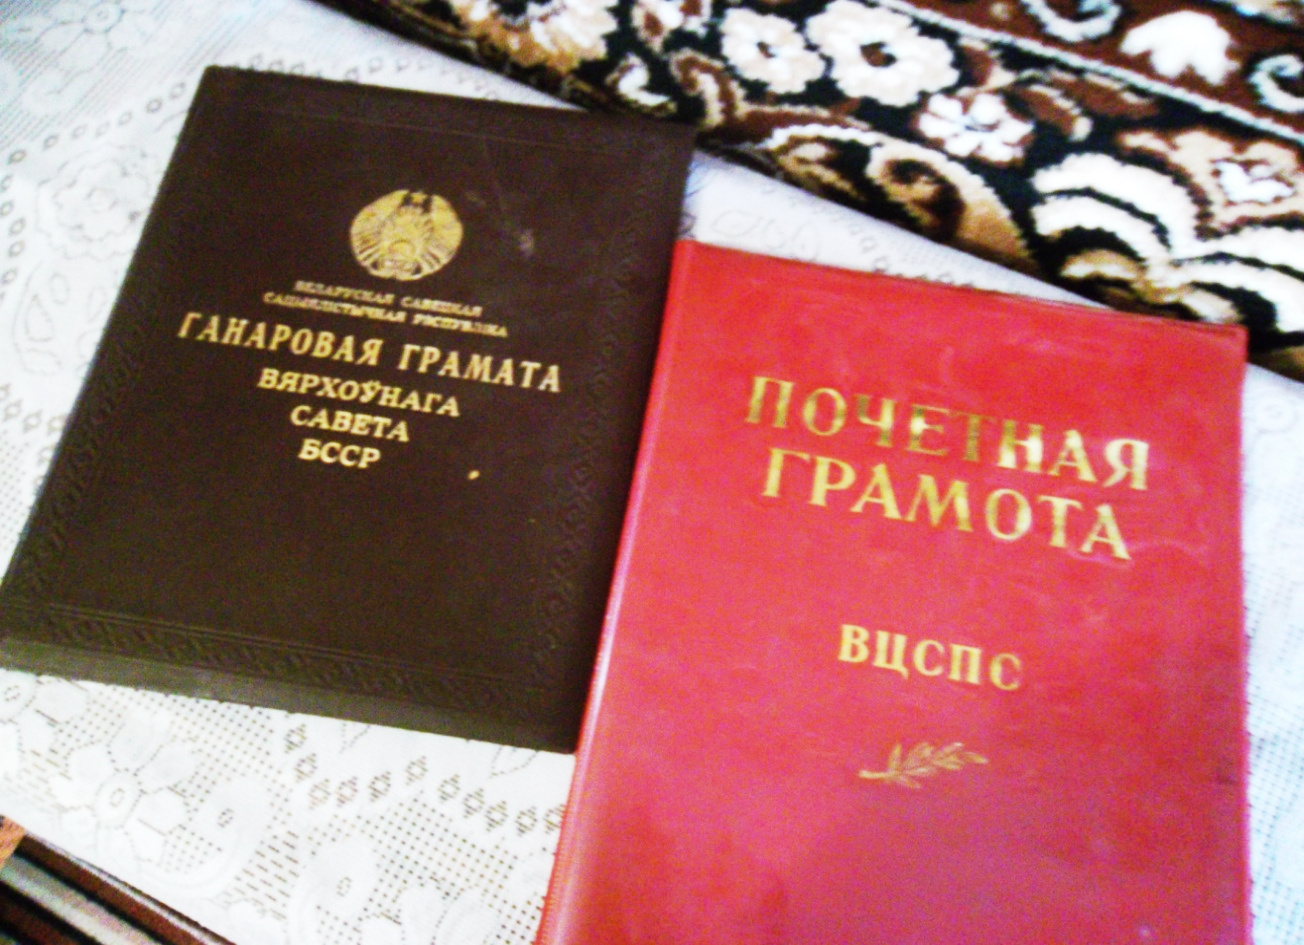 БЕЛАРУСКАЯ САВЕЦКАЯ
САЦЫЯЛІСТЫЧНАЯ РЭСПУБЛІКА
ГАНАРОВАЯ ГРАМАТА
ВЯРХОЎНАГА
САВЕТА
БССР
ПОЧЕТНАЯ
ГРАМОТА
ВЦСПС